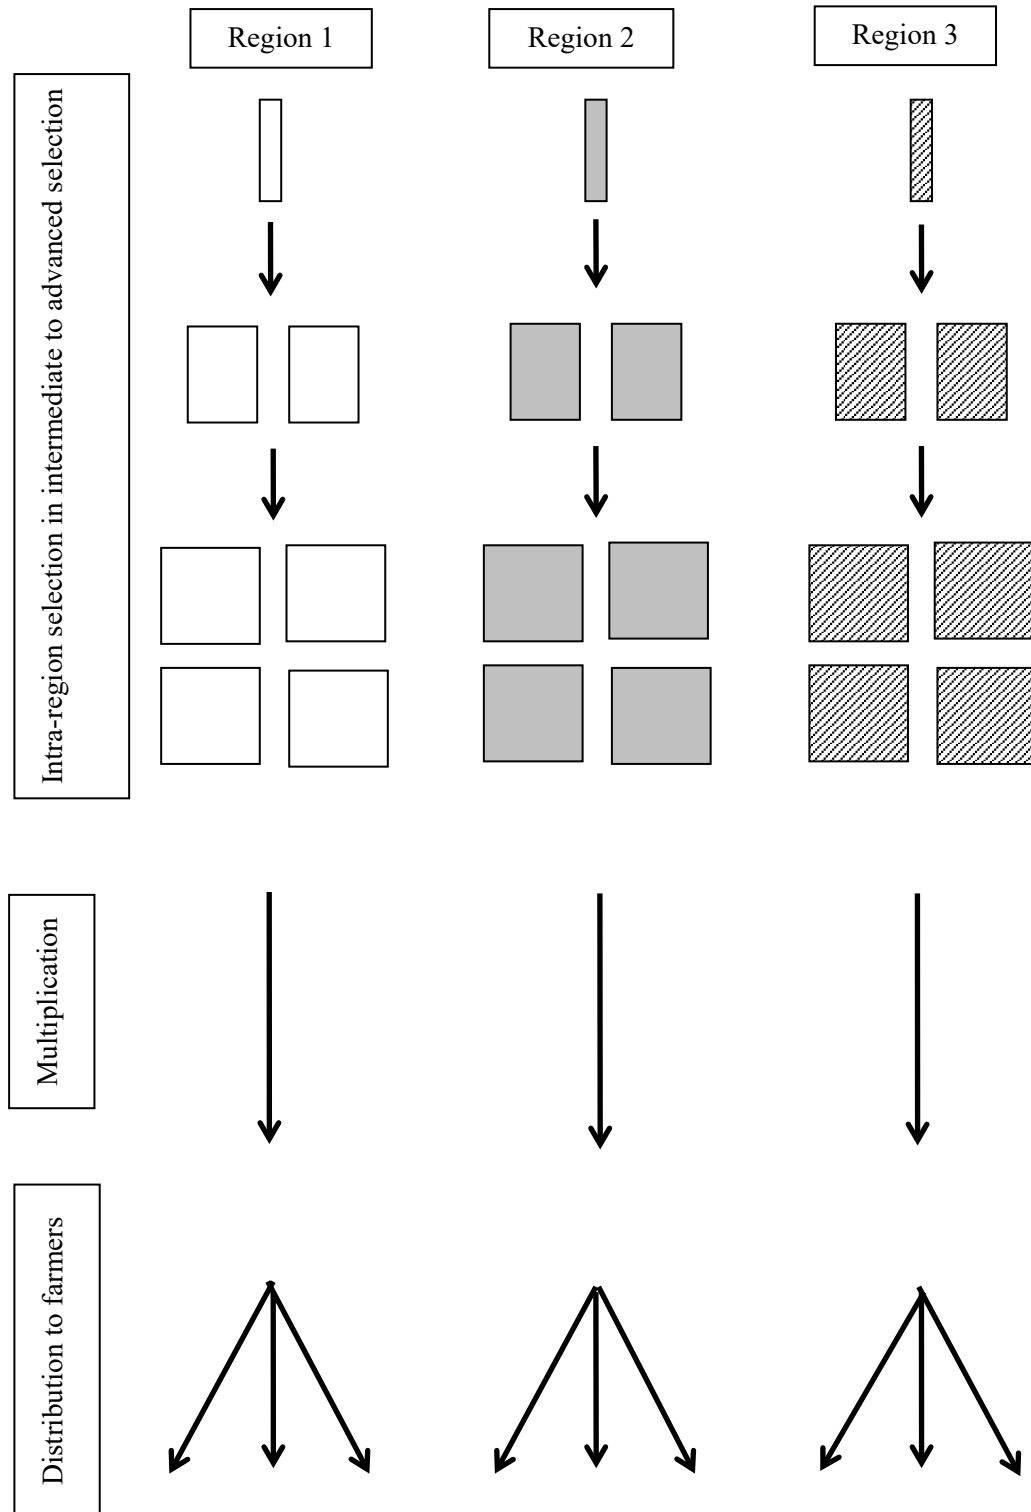 Region 1
Region 2
Region 3
Intra-region selection in intermediate to advanced selection
Multiplication
Distribution to farmers